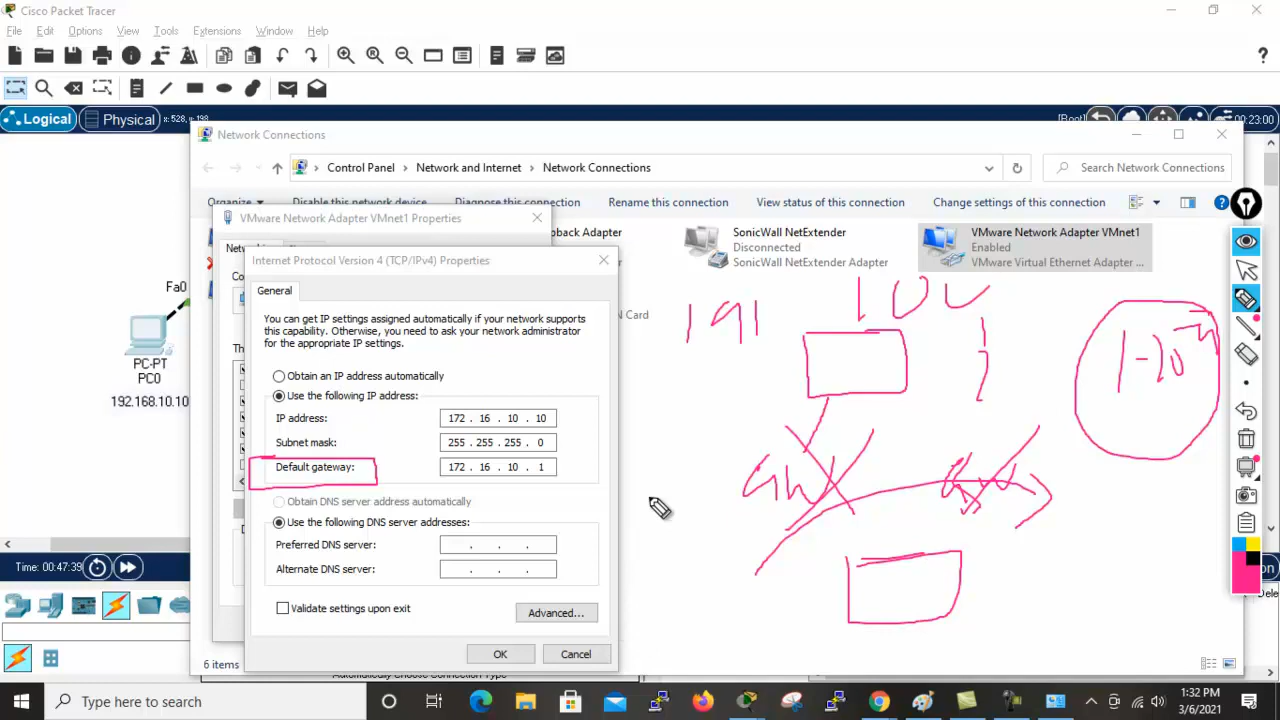 Cisco Packet Tracer
File Edit Options View Tools Extensions Window Help
Logical Physical x: 528, y: 198 [Root] 00:23:00
Network Connections
Control Panel > Network and Internet > Network Connections
Search Network Connections
Organize Disable this network device Diagnose this connection Rename this connection View status of this connection Change settings of this connection
VMware Network Adapter VMnet1 Properties
Internet Protocol Version 4 (TCP/IPv4) Properties
General
You can get IP settings assigned automatically if your network supports
this capability. Otherwise, you need to ask your network administrator
for the appropriate IP settings.
Obtain an IP address automatically
Use the following IP address:
IP address: 172 . 16 . 10 . 10
Subnet mask: 255 . 255 . 255 . 0
Default gateway: 172 . 16 . 10 . 1
Obtain DNS server address automatically
Use the following DNS server addresses:
Preferred DNS server: . . .
Alternate DNS server: . . .
Validate settings upon exit
Advanced...
OK Cancel
pback Adapter
SonicWall NetExtender
Disconnected
SonicWall NetExtender Adapter
VMware Network Adapter VMnet1
Enabled
VMware Virtual Ethernet Adapter ...
N Card
191
Fa0
PC-PT
PC0
192.168.10.10
Time: 00:47:39
6 items
Automatically Choose Connection Type
Type here to search
1:32 PM
3/6/2021